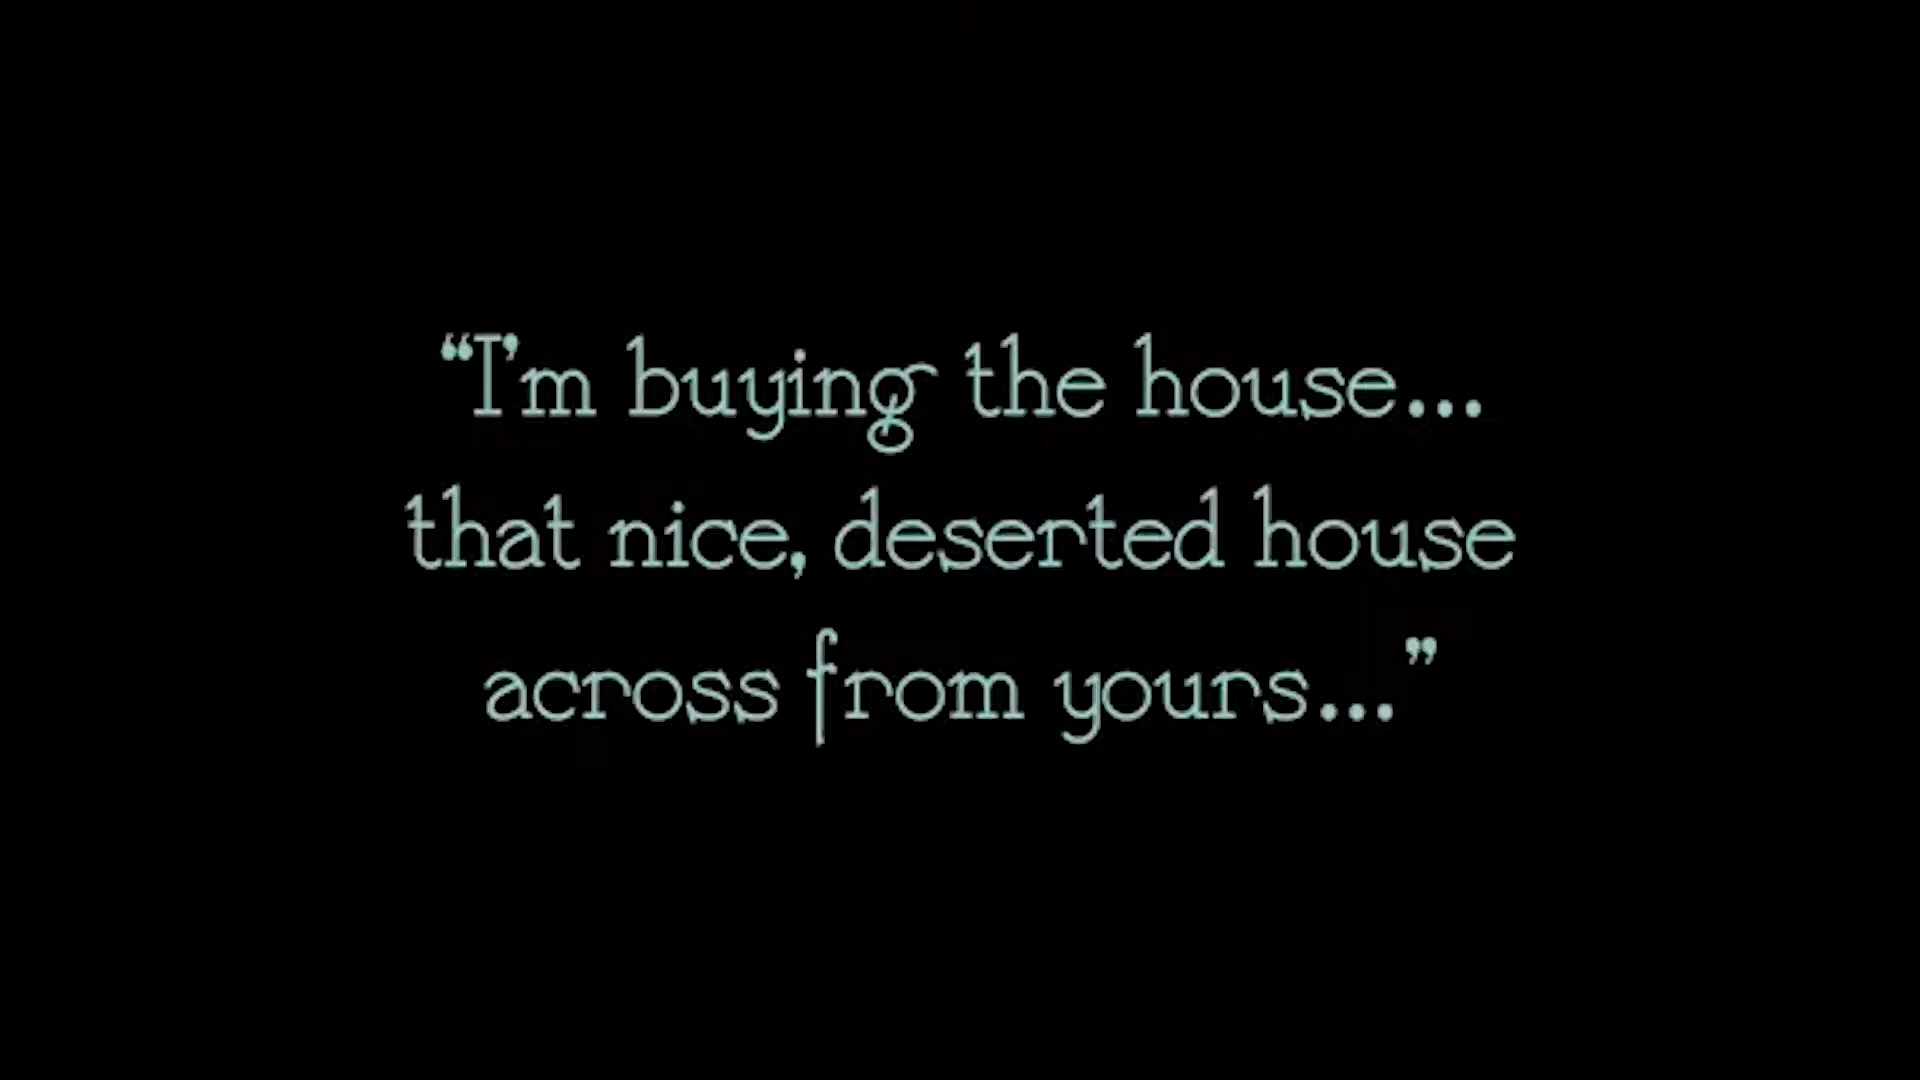 “I’m buying the house...
that nice, deserted house
across from yours...”